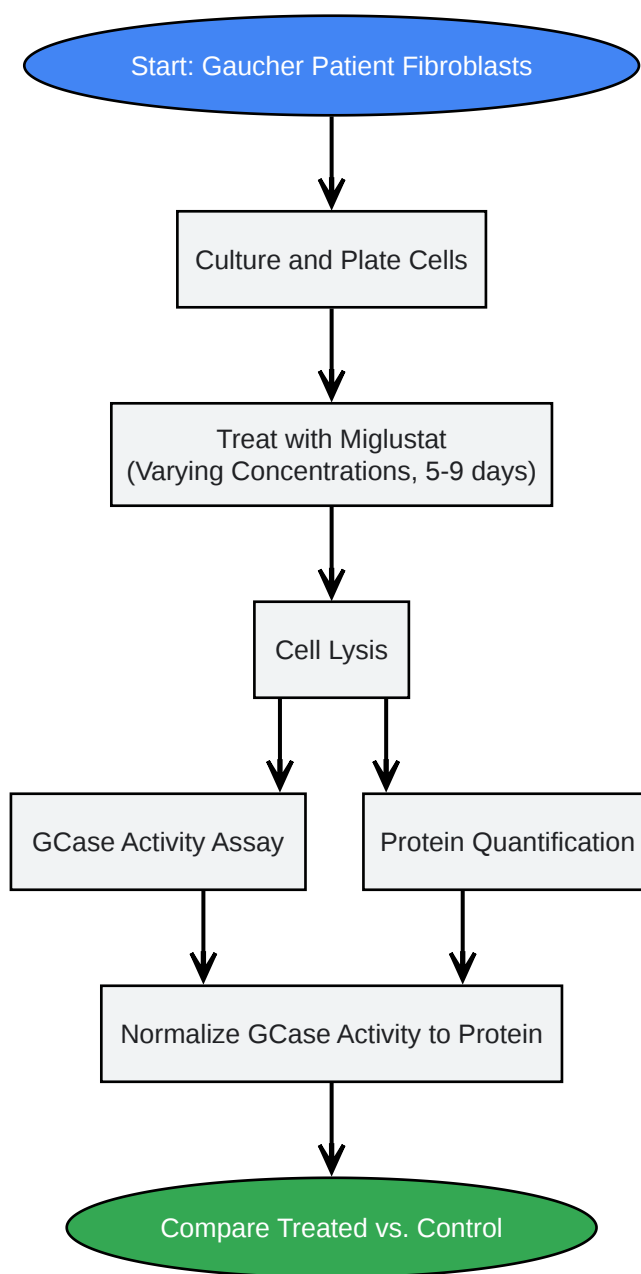 Start: Gaucher Patient Fibroblasts
Culture and Plate Cells
Treat with Miglustat
(Varying Concentrations, 5-9 days)
Cell Lysis
GCase Activity Assay
Protein Quantification
Normalize GCase Activity to Protein
Compare Treated vs. Control